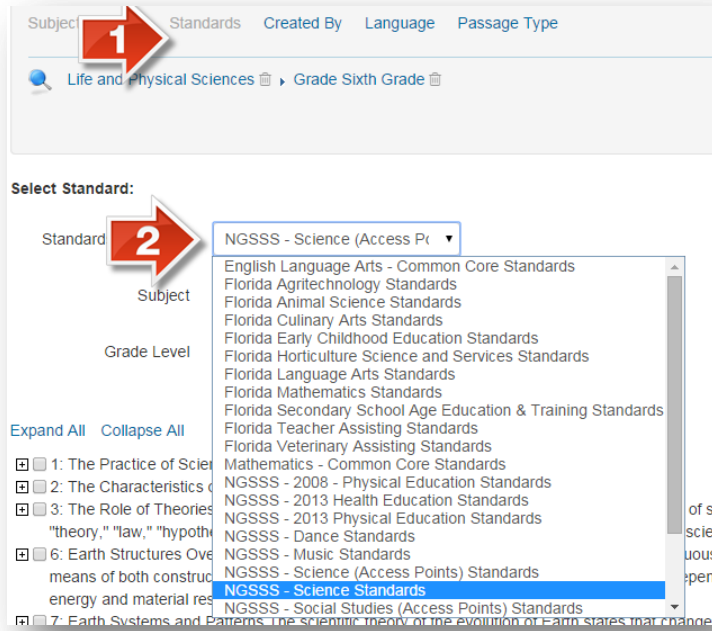 Subject Standards Created By Language Passage Type
1
Life and Physical Sciences Grade Sixth Grade
Select Standard:
Standard
2
NGSSS - Science (Access Po
English Language Arts - Common Core Standards
Florida Agritechnology Standards
Florida Animal Science Standards
Florida Culinary Arts Standards
Subject
Florida Early Childhood Education Standards
Florida Horticulture Science and Services Standards
Grade Level
Florida Language Arts Standards
Florida Mathematics Standards
Florida Secondary School Age Education & Training Standards
Florida Teacher Assisting Standards
Expand All Collapse All
Florida Veterinary Assisting Standards
Mathematics - Common Core Standards
1: The Practice of Scien
NGSSS - 2008 - Physical Education Standards
2: The Characteristics
NGSSS - 2013 Health Education Standards
3: The Role of Theories
NGSSS - 2013 Physical Education Standards
of s
"theory," "law," "hypothe
NGSSS - Dance Standards
scie
NGSSS - Music Standards
6: Earth Structures Ove
uous
NGSSS - Science (Access Points) Standards
means of both construc
epen
NGSSS - Science Standards
energy and material res
NGSSS - Social Studies (Access Points) Standards
7: Earth Systems and Patterns The scientific theory of the evolution of Earth states that change